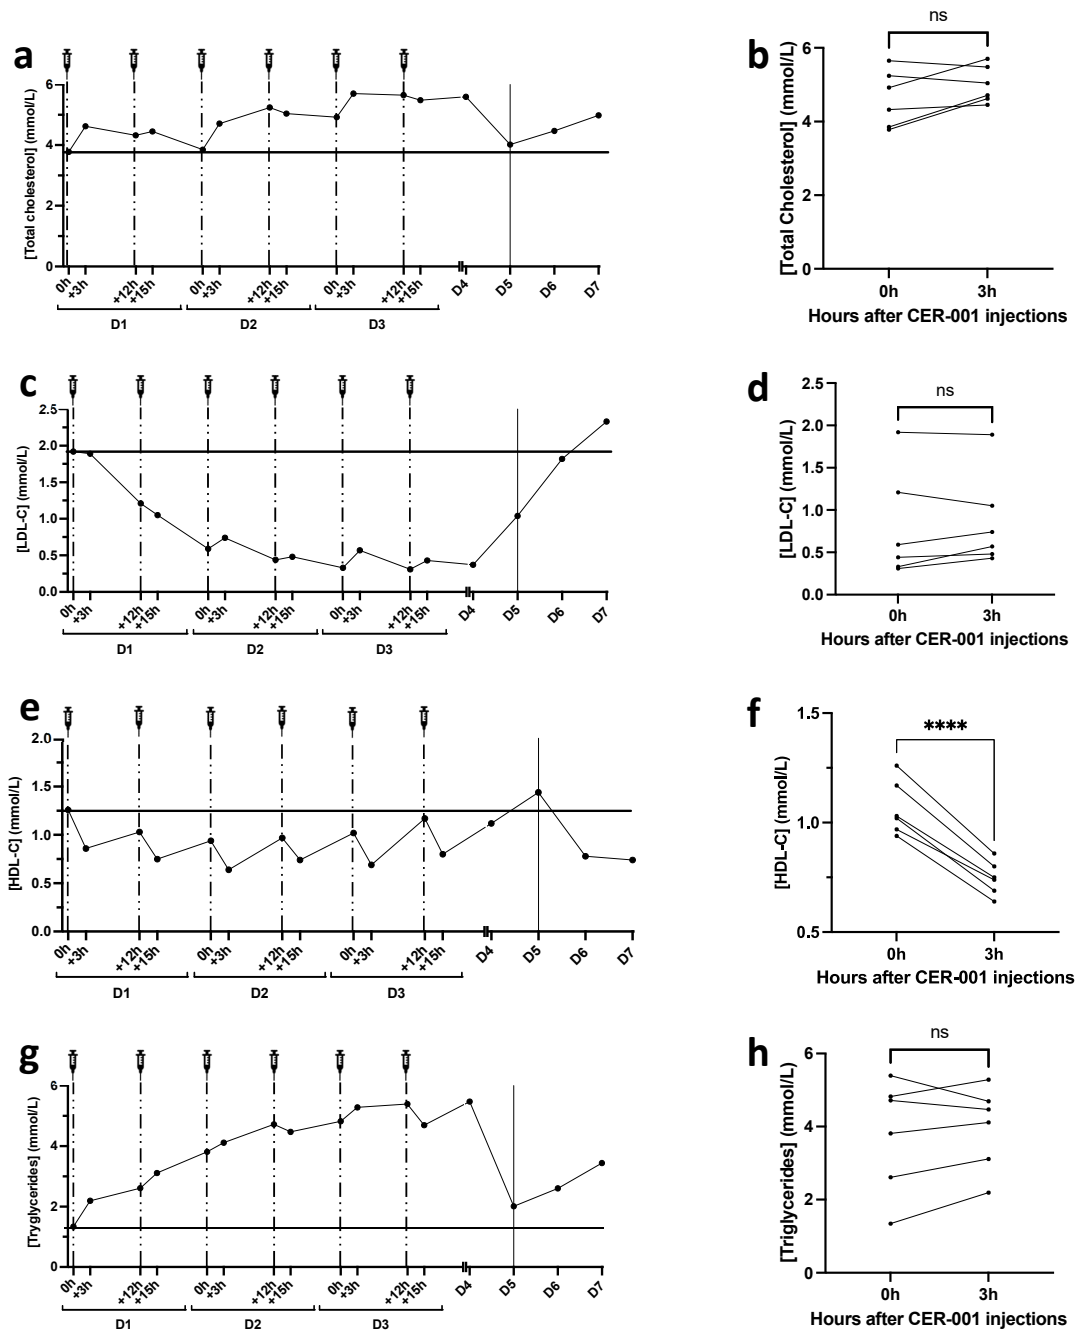 a
[Total cholesterol] (mmol/L)
6
4
2
0
0h +3h +12h +15h 0h +3h +12h +15h 0h +3h +12h +15h D4 D5 D6 D7
D1 D2 D3
b
ns
[Total Cholesterol] (mmol/L)
6
4
2
0
0h 3h
Hours after CER-001 injections
c
[LDL-C] (mmol/L)
2.5
2.0
1.5
1.0
0.5
0.0
0h +3h +12h +15h 0h +3h +12h +15h 0h +3h +12h +15h D4 D5 D6 D7
D1 D2 D3
d
ns
[LDL-C] (mmol/L)
2.5
2.0
1.5
1.0
0.5
0.0
0h 3h
Hours after CER-001 injections
e
[HDL-C] (mmol/L)
2.0
1.5
1.0
0.5
0.0
0h +3h +12h +15h 0h +3h +12h +15h 0h +3h +12h +15h D4 D5 D6 D7
D1 D2 D3
f
****
[HDL-C] (mmol/L)
1.5
1.0
0.5
0h 3h
Hours after CER-001 injections
g
[Tryglycerides] (mmol/L)
6
4
2
0
0h +3h +12h +15h 0h +3h +12h +15h 0h +3h +12h +15h D4 D5 D6 D7
D1 D2 D3
h
ns
[Triglycerides] (mmol/L)
6
4
2
0
0h 3h
Hours after CER-001 injections